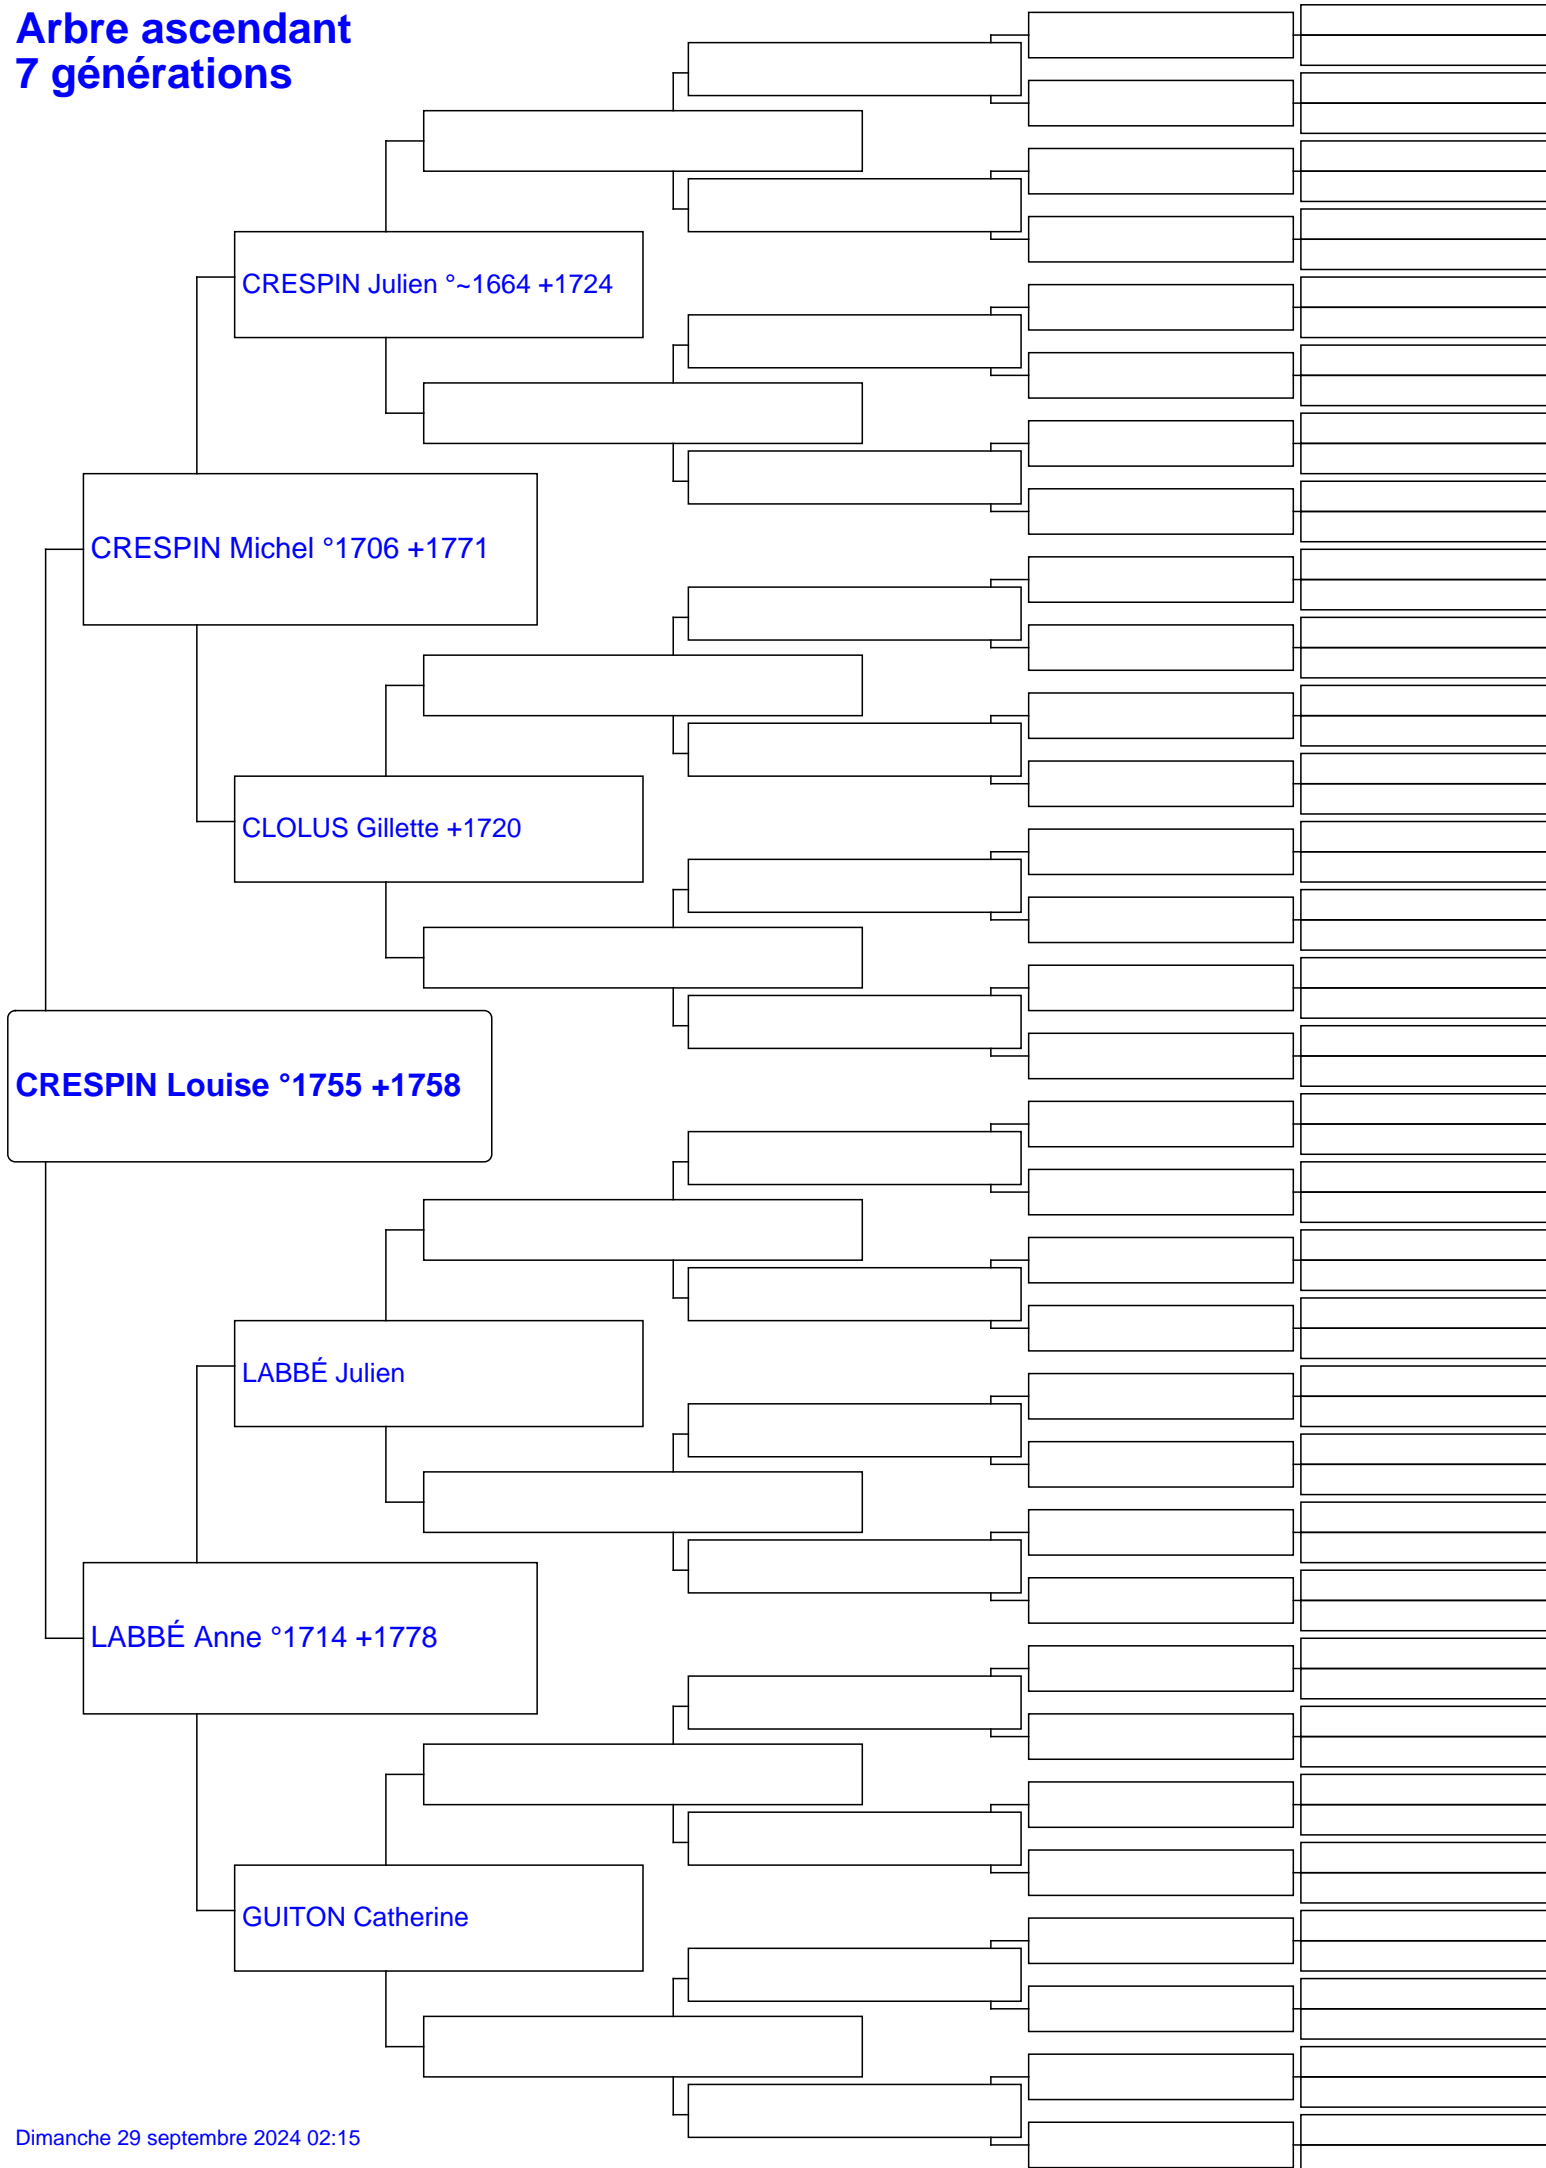 Arbre ascendant
7 générations
CRESPIN Julien °~1664 +1724
CRESPIN Michel °1706 +1771
CLOLUS Gillette +1720
CRESPIN Louise °1755 +1758
LABBÉ Julien
LABBÉ Anne °1714 +1778
GUITON Catherine
Dimanche 29 septembre 2024 02:15